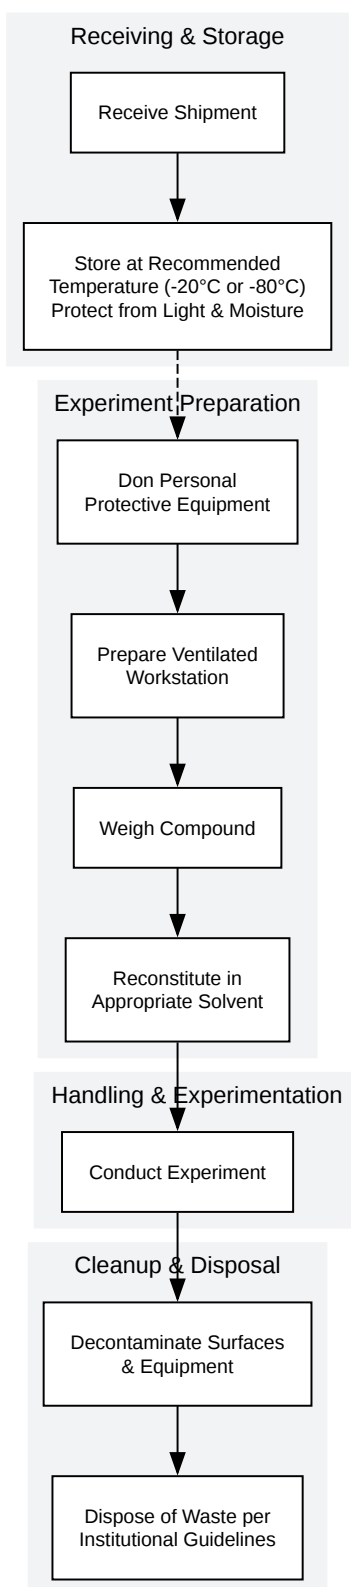 Receiving & Storage
Receive Shipment
Store at Recommended
Temperature (-20°C or -80°C)
Protect from Light & Moisture
Experiment Preparation
Don Personal
Protective Equipment
Prepare Ventilated
Workstation
Weigh Compound
Reconstitute in
Appropriate Solvent
Handling & Experimentation
Conduct Experiment
Cleanup & Disposal
Decontaminate Surfaces
& Equipment
Dispose of Waste per
Institutional Guidelines